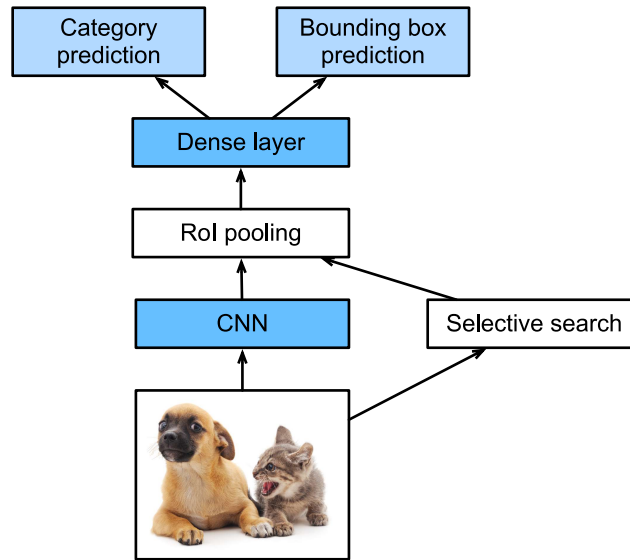 Category
prediction
Bounding box
prediction
Dense layer
RoI pooling
CNN
Selective search